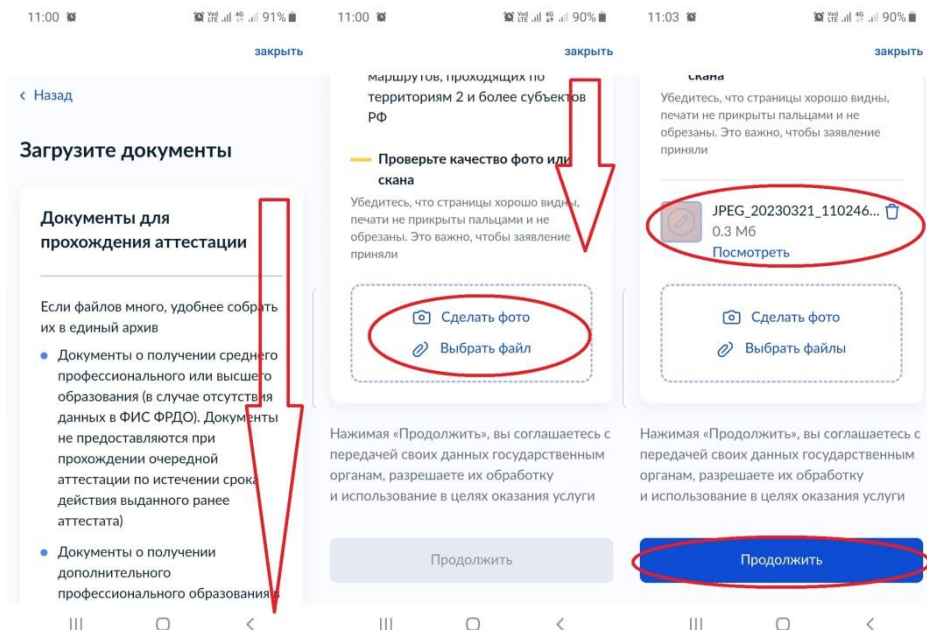 11:00 91%
закрыть
Назад
Загрузите документы
Документы для
прохождения аттестации
Если файлов много, удобнее собрать
их в единый архив
Документы о получении среднего
профессионального или высшего
образования (в случае отсутствия
данных в ФИС ФРДО). Документы
не предоставляются при
прохождении очередной
аттестации по истечении срока
действия выданного ранее
аттестата)
Документы о получении
дополнительного
профессионального образования в
11:00 90%
закрыть
маршрутов, проходящих по
территориям 2 и более субъектов
РФ
Проверьте качество фото или
скана
Убедитесь, что страницы хорошо видны,
печати не прикрыты пальцами и не
обрезаны. Это важно, чтобы заявление
приняли
Сделать фото
Выбрать файл
Нажимая «Продолжить», вы соглашаетесь с
передачей своих данных государственным
органам, разрешаете их обработку
и использование в целях оказания услуги
Продолжить
11:03 90%
закрыть
скана
Убедитесь, что страницы хорошо видны,
печати не прикрыты пальцами и не
обрезаны. Это важно, чтобы заявление
приняли
JPEG_20230321_110246...
0.3 Мб
Посмотреть
Сделать фото
Выбрать файлы
Нажимая «Продолжить», вы соглашаетесь с
передачей своих данных государственным
органам, разрешаете их обработку
и использование в целях оказания услуги
Продолжить